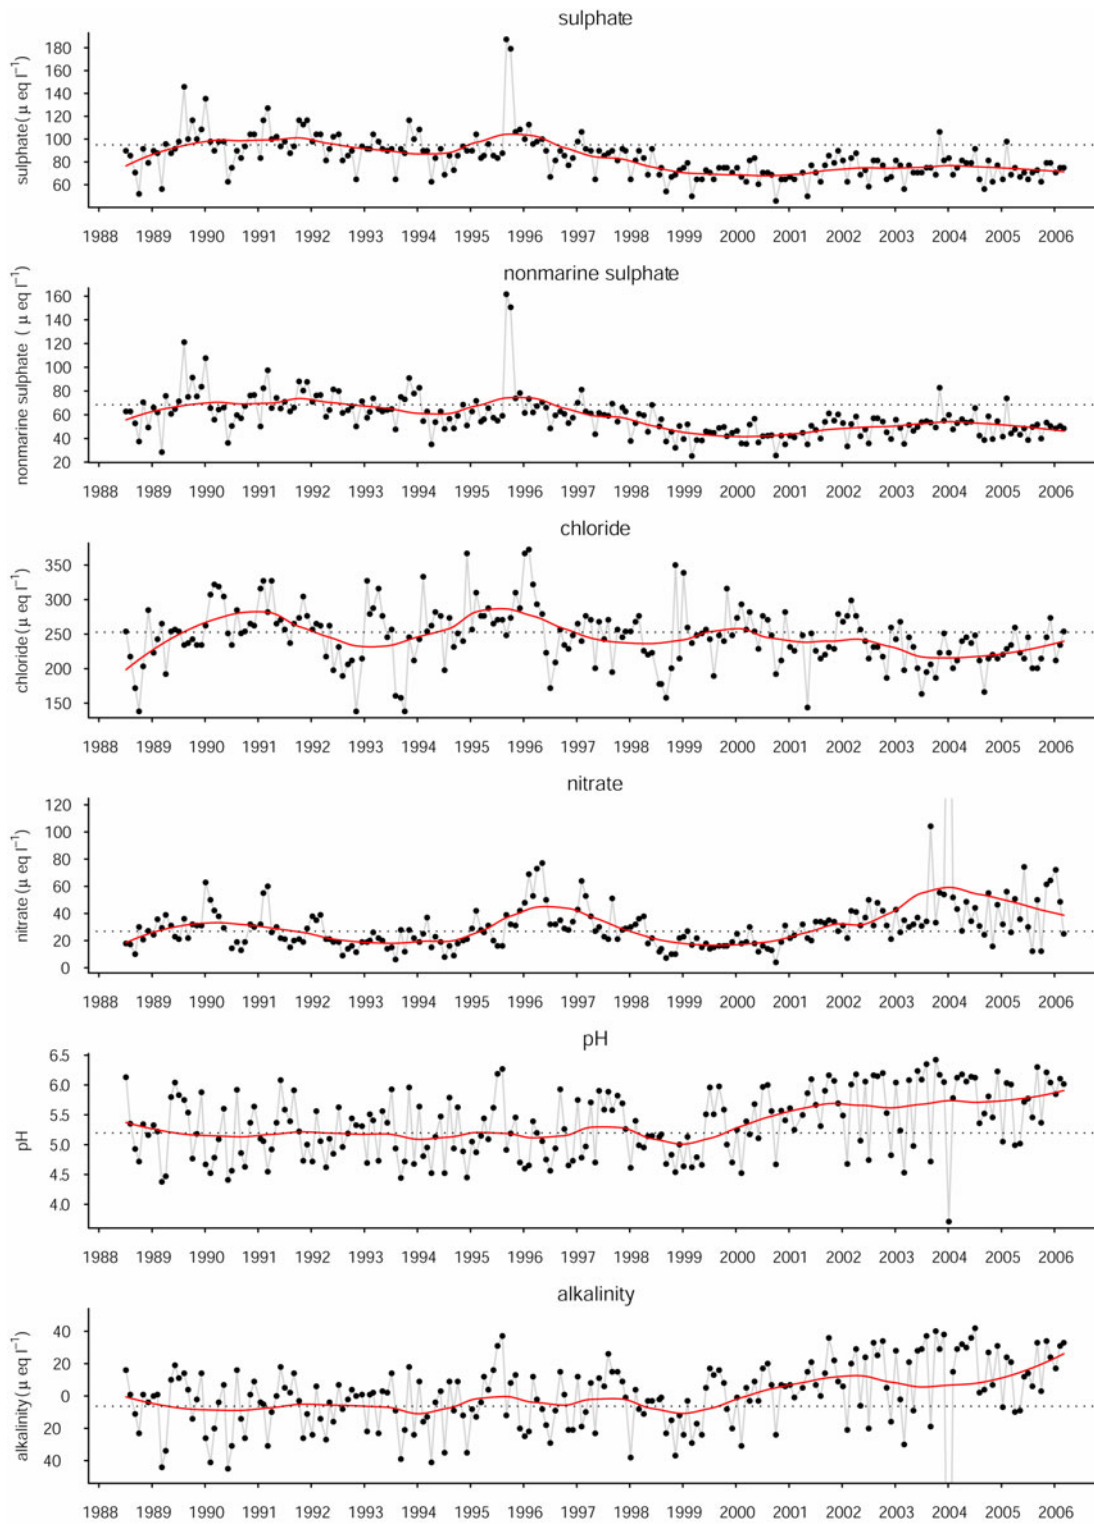 sulphate
sulphate (μ eq l⁻¹)
180
160
140
120
100
80
60
1988 1989 1990 1991 1992 1993 1994 1995 1996 1997 1998 1999 2000 2001 2002 2003 2004 2005 2006
nonmarine sulphate
nonmarine sulphate ( μ eq l⁻¹)
160
140
120
100
80
60
40
20
1988 1989 1990 1991 1992 1993 1994 1995 1996 1997 1998 1999 2000 2001 2002 2003 2004 2005 2006
chloride
chloride (μ eq l⁻¹)
350
300
250
200
150
1988 1989 1990 1991 1992 1993 1994 1995 1996 1997 1998 1999 2000 2001 2002 2003 2004 2005 2006
nitrate
nitrate (μ eq l⁻¹)
120
100
80
60
40
20
0
1988 1989 1990 1991 1992 1993 1994 1995 1996 1997 1998 1999 2000 2001 2002 2003 2004 2005 2006
pH
pH
6.5
6.0
5.5
5.0
4.5
4.0
1988 1989 1990 1991 1992 1993 1994 1995 1996 1997 1998 1999 2000 2001 2002 2003 2004 2005 2006
alkalinity
alkalinity (μ eq l⁻¹)
40
20
0
20
40
1988 1989 1990 1991 1992 1993 1994 1995 1996 1997 1998 1999 2000 2001 2002 2003 2004 2005 2006